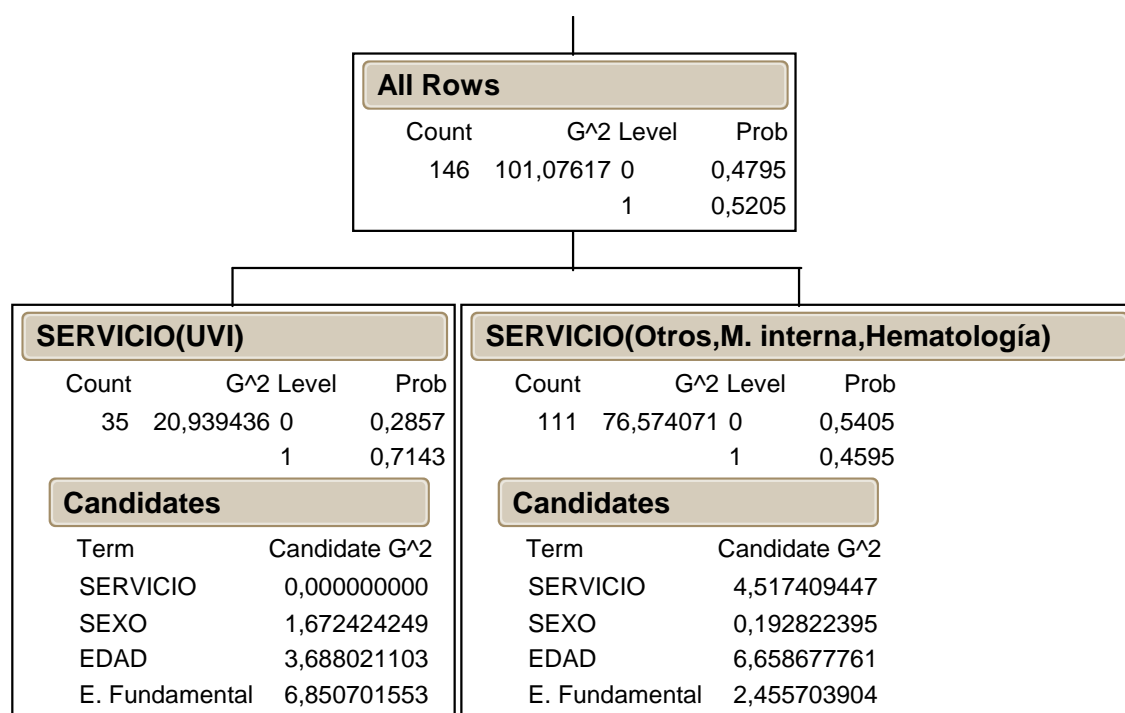 All Rows
Count G^2 Level Prob
146 101,07617 0 0,4795
1 0,5205
SERVICIO(UVI)
Count G^2 Level Prob
35 20,939436 0 0,2857
1 0,7143
Candidates
Term Candidate G^2
SERVICIO 0,000000000
SEXO 1,672424249
EDAD 3,688021103
E. Fundamental 6,850701553
SERVICIO(Otros,M. interna,Hematología)
Count G^2 Level Prob
111 76,574071 0 0,5405
1 0,4595
Candidates
Term Candidate G^2
SERVICIO 4,517409447
SEXO 0,192822395
EDAD 6,658677761
E. Fundamental 2,455703904